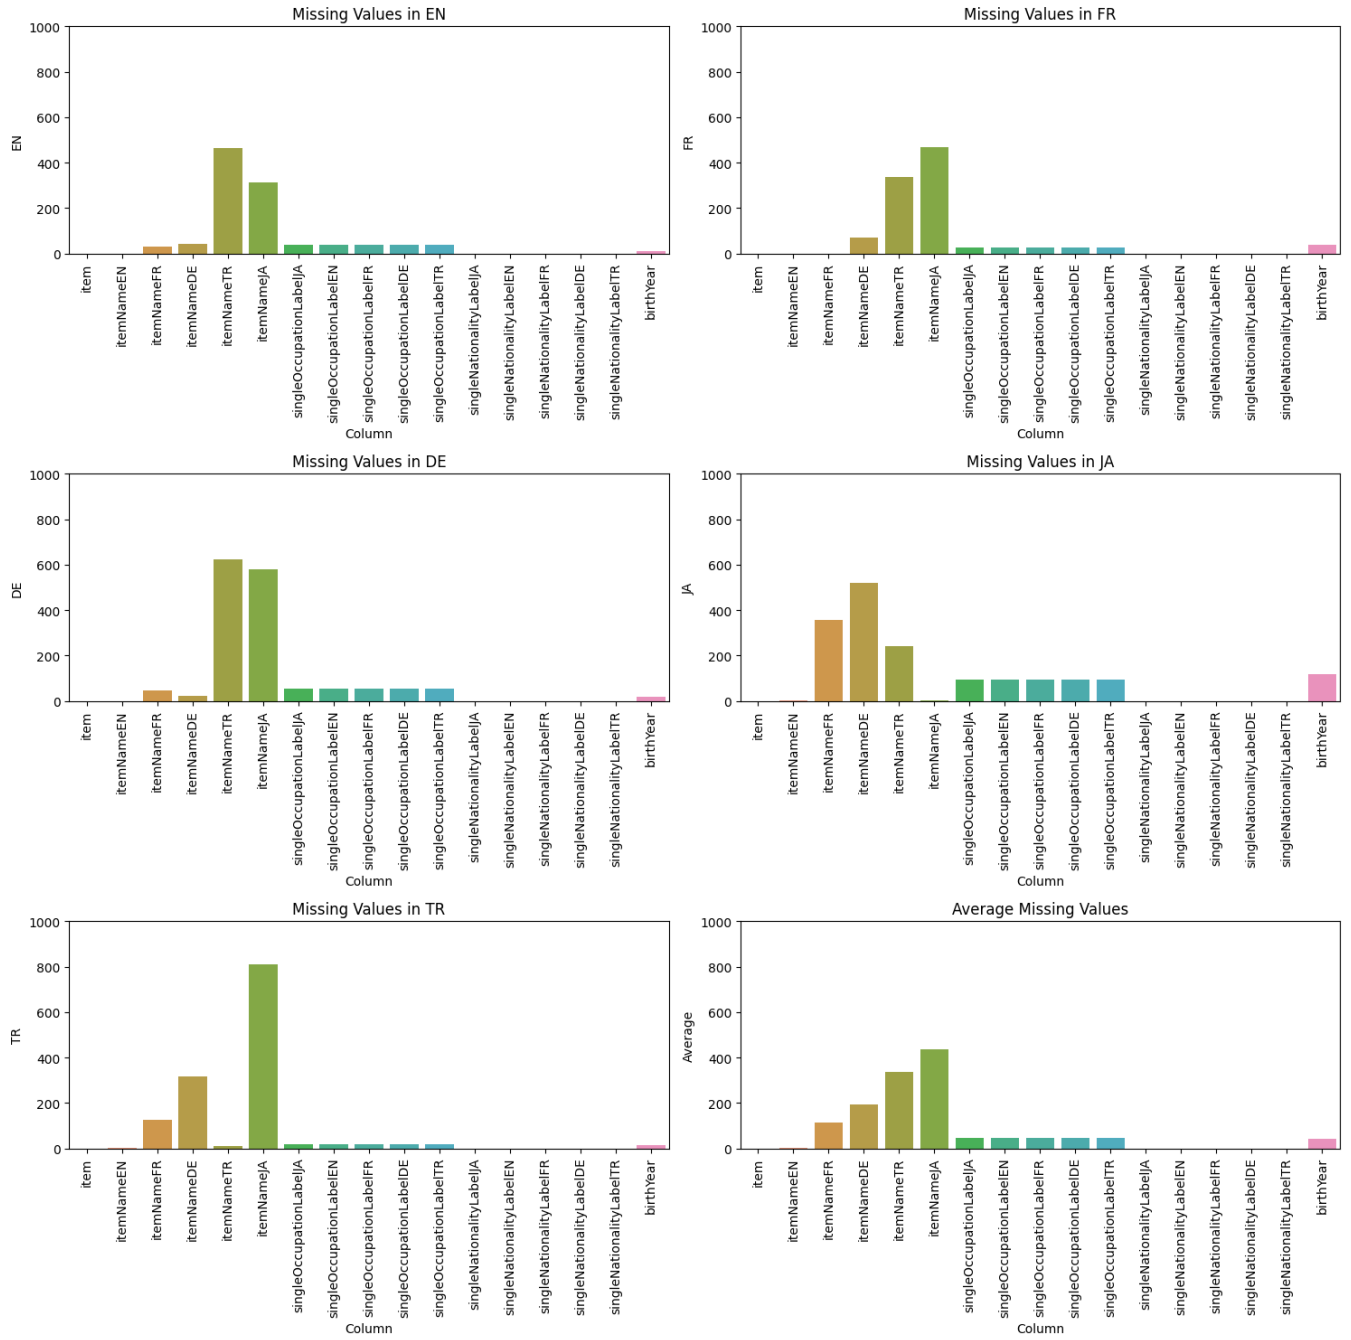 Missing Values in EN
1000
800
600
400
200
0
EN
item
itemNameEN
itemNameFR
itemNameDE
itemNameTR
itemNameJA
singleOccupationLabelJA
singleOccupationLabelEN
singleOccupationLabelFR
singleOccupationLabelDE
singleOccupationLabelTR
singleNationalityLabelJA
singleNationalityLabelEN
singleNationalityLabelFR
singleNationalityLabelDE
singleNationalityLabelTR
birthYear
Column
Missing Values in FR
1000
800
600
400
200
0
FR
item
itemNameEN
itemNameFR
itemNameDE
itemNameTR
itemNameJA
singleOccupationLabelJA
singleOccupationLabelEN
singleOccupationLabelFR
singleOccupationLabelDE
singleOccupationLabelTR
singleNationalityLabelJA
singleNationalityLabelEN
singleNationalityLabelFR
singleNationalityLabelDE
singleNationalityLabelTR
birthYear
Column
Missing Values in DE
1000
800
600
400
200
0
DE
item
itemNameEN
itemNameFR
itemNameDE
itemNameTR
itemNameJA
singleOccupationLabelJA
singleOccupationLabelEN
singleOccupationLabelFR
singleOccupationLabelDE
singleOccupationLabelTR
singleNationalityLabelJA
singleNationalityLabelEN
singleNationalityLabelFR
singleNationalityLabelDE
singleNationalityLabelTR
birthYear
Column
Missing Values in JA
1000
800
600
400
200
0
JA
item
itemNameEN
itemNameFR
itemNameDE
itemNameTR
itemNameJA
singleOccupationLabelJA
singleOccupationLabelEN
singleOccupationLabelFR
singleOccupationLabelDE
singleOccupationLabelTR
singleNationalityLabelJA
singleNationalityLabelEN
singleNationalityLabelFR
singleNationalityLabelDE
singleNationalityLabelTR
birthYear
Column
Missing Values in TR
1000
800
600
400
200
0
TR
item
itemNameEN
itemNameFR
itemNameDE
itemNameTR
itemNameJA
singleOccupationLabelJA
singleOccupationLabelEN
singleOccupationLabelFR
singleOccupationLabelDE
singleOccupationLabelTR
singleNationalityLabelJA
singleNationalityLabelEN
singleNationalityLabelFR
singleNationalityLabelDE
singleNationalityLabelTR
birthYear
Column
Average Missing Values
1000
800
600
400
200
0
Average
item
itemNameEN
itemNameFR
itemNameDE
itemNameTR
itemNameJA
singleOccupationLabelJA
singleOccupationLabelEN
singleOccupationLabelFR
singleOccupationLabelDE
singleOccupationLabelTR
singleNationalityLabelJA
singleNationalityLabelEN
singleNationalityLabelFR
singleNationalityLabelDE
singleNationalityLabelTR
birthYear
Column